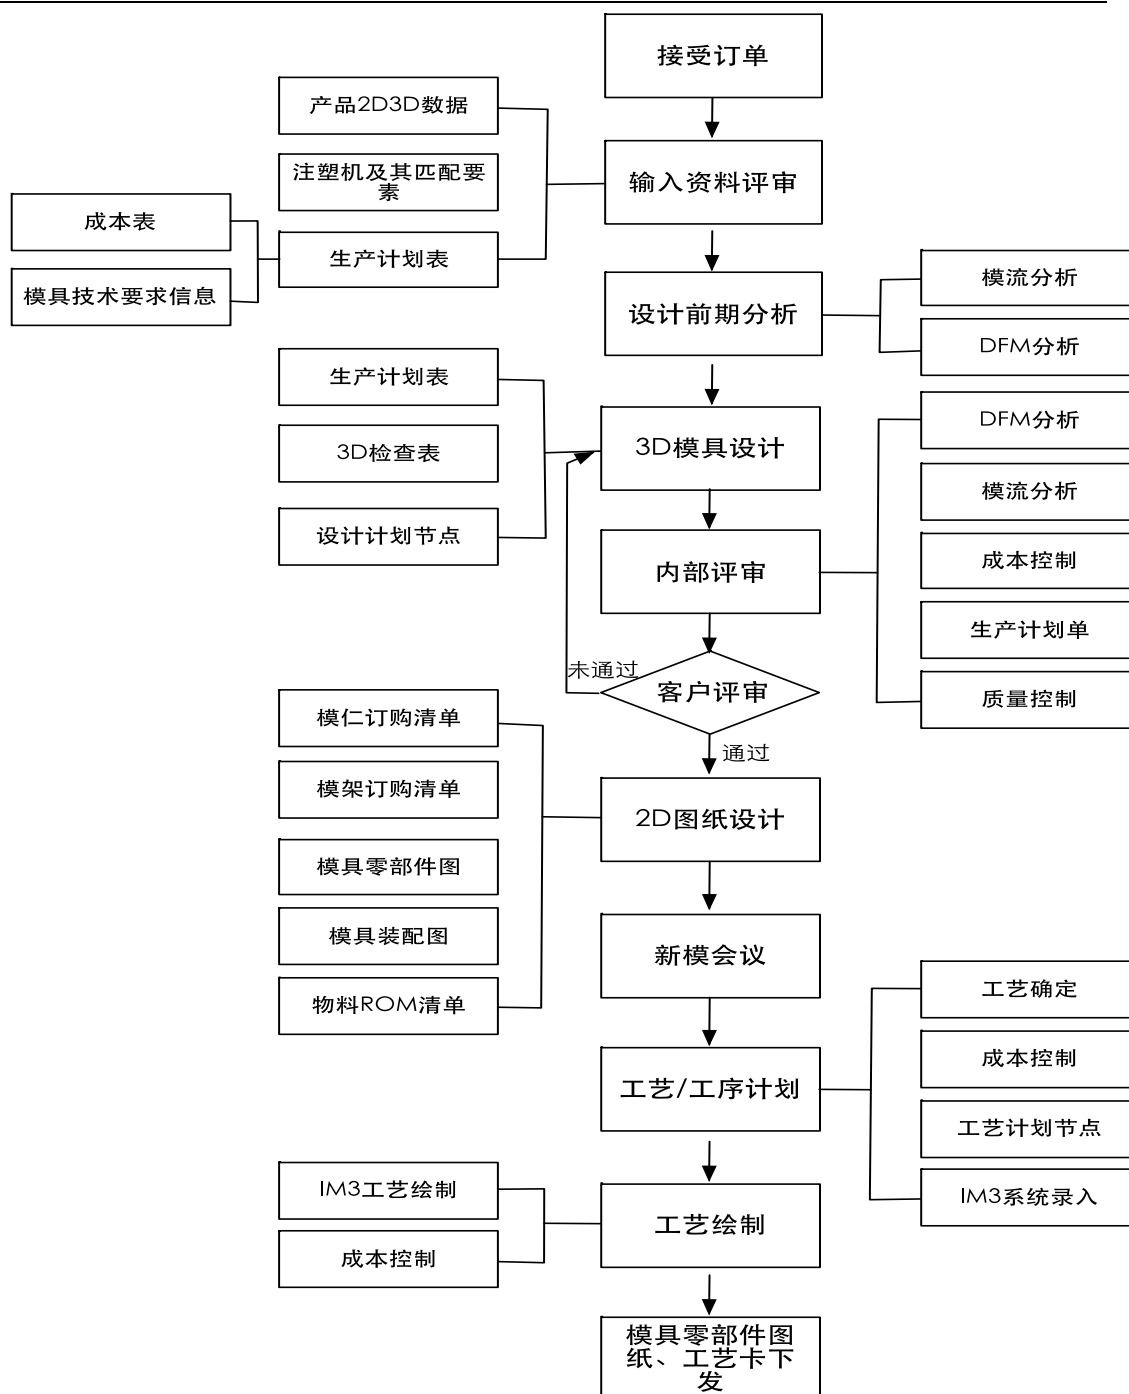 接受订单
产品2D3D数据
注塑机及其匹配要
素
输入资料评审
成本表
生产计划表
模具技术要求信息
模流分析
设计前期分析
DFM分析
生产计划表
DFM分析
3D检查表
3D模具设计
模流分析
设计计划节点
成本控制
内部评审
生产计划单
未通过
客户评审
质量控制
模仁订购清单
通过
模架订购清单
2D图纸设计
模具零部件图
模具装配图
新模会议
物料ROM清单
工艺确定
成本控制
工艺/工序计划
工艺计划节点
IM3工艺绘制
IM3系统录入
工艺绘制
成本控制
模具零部件图
纸、工艺卡下
发